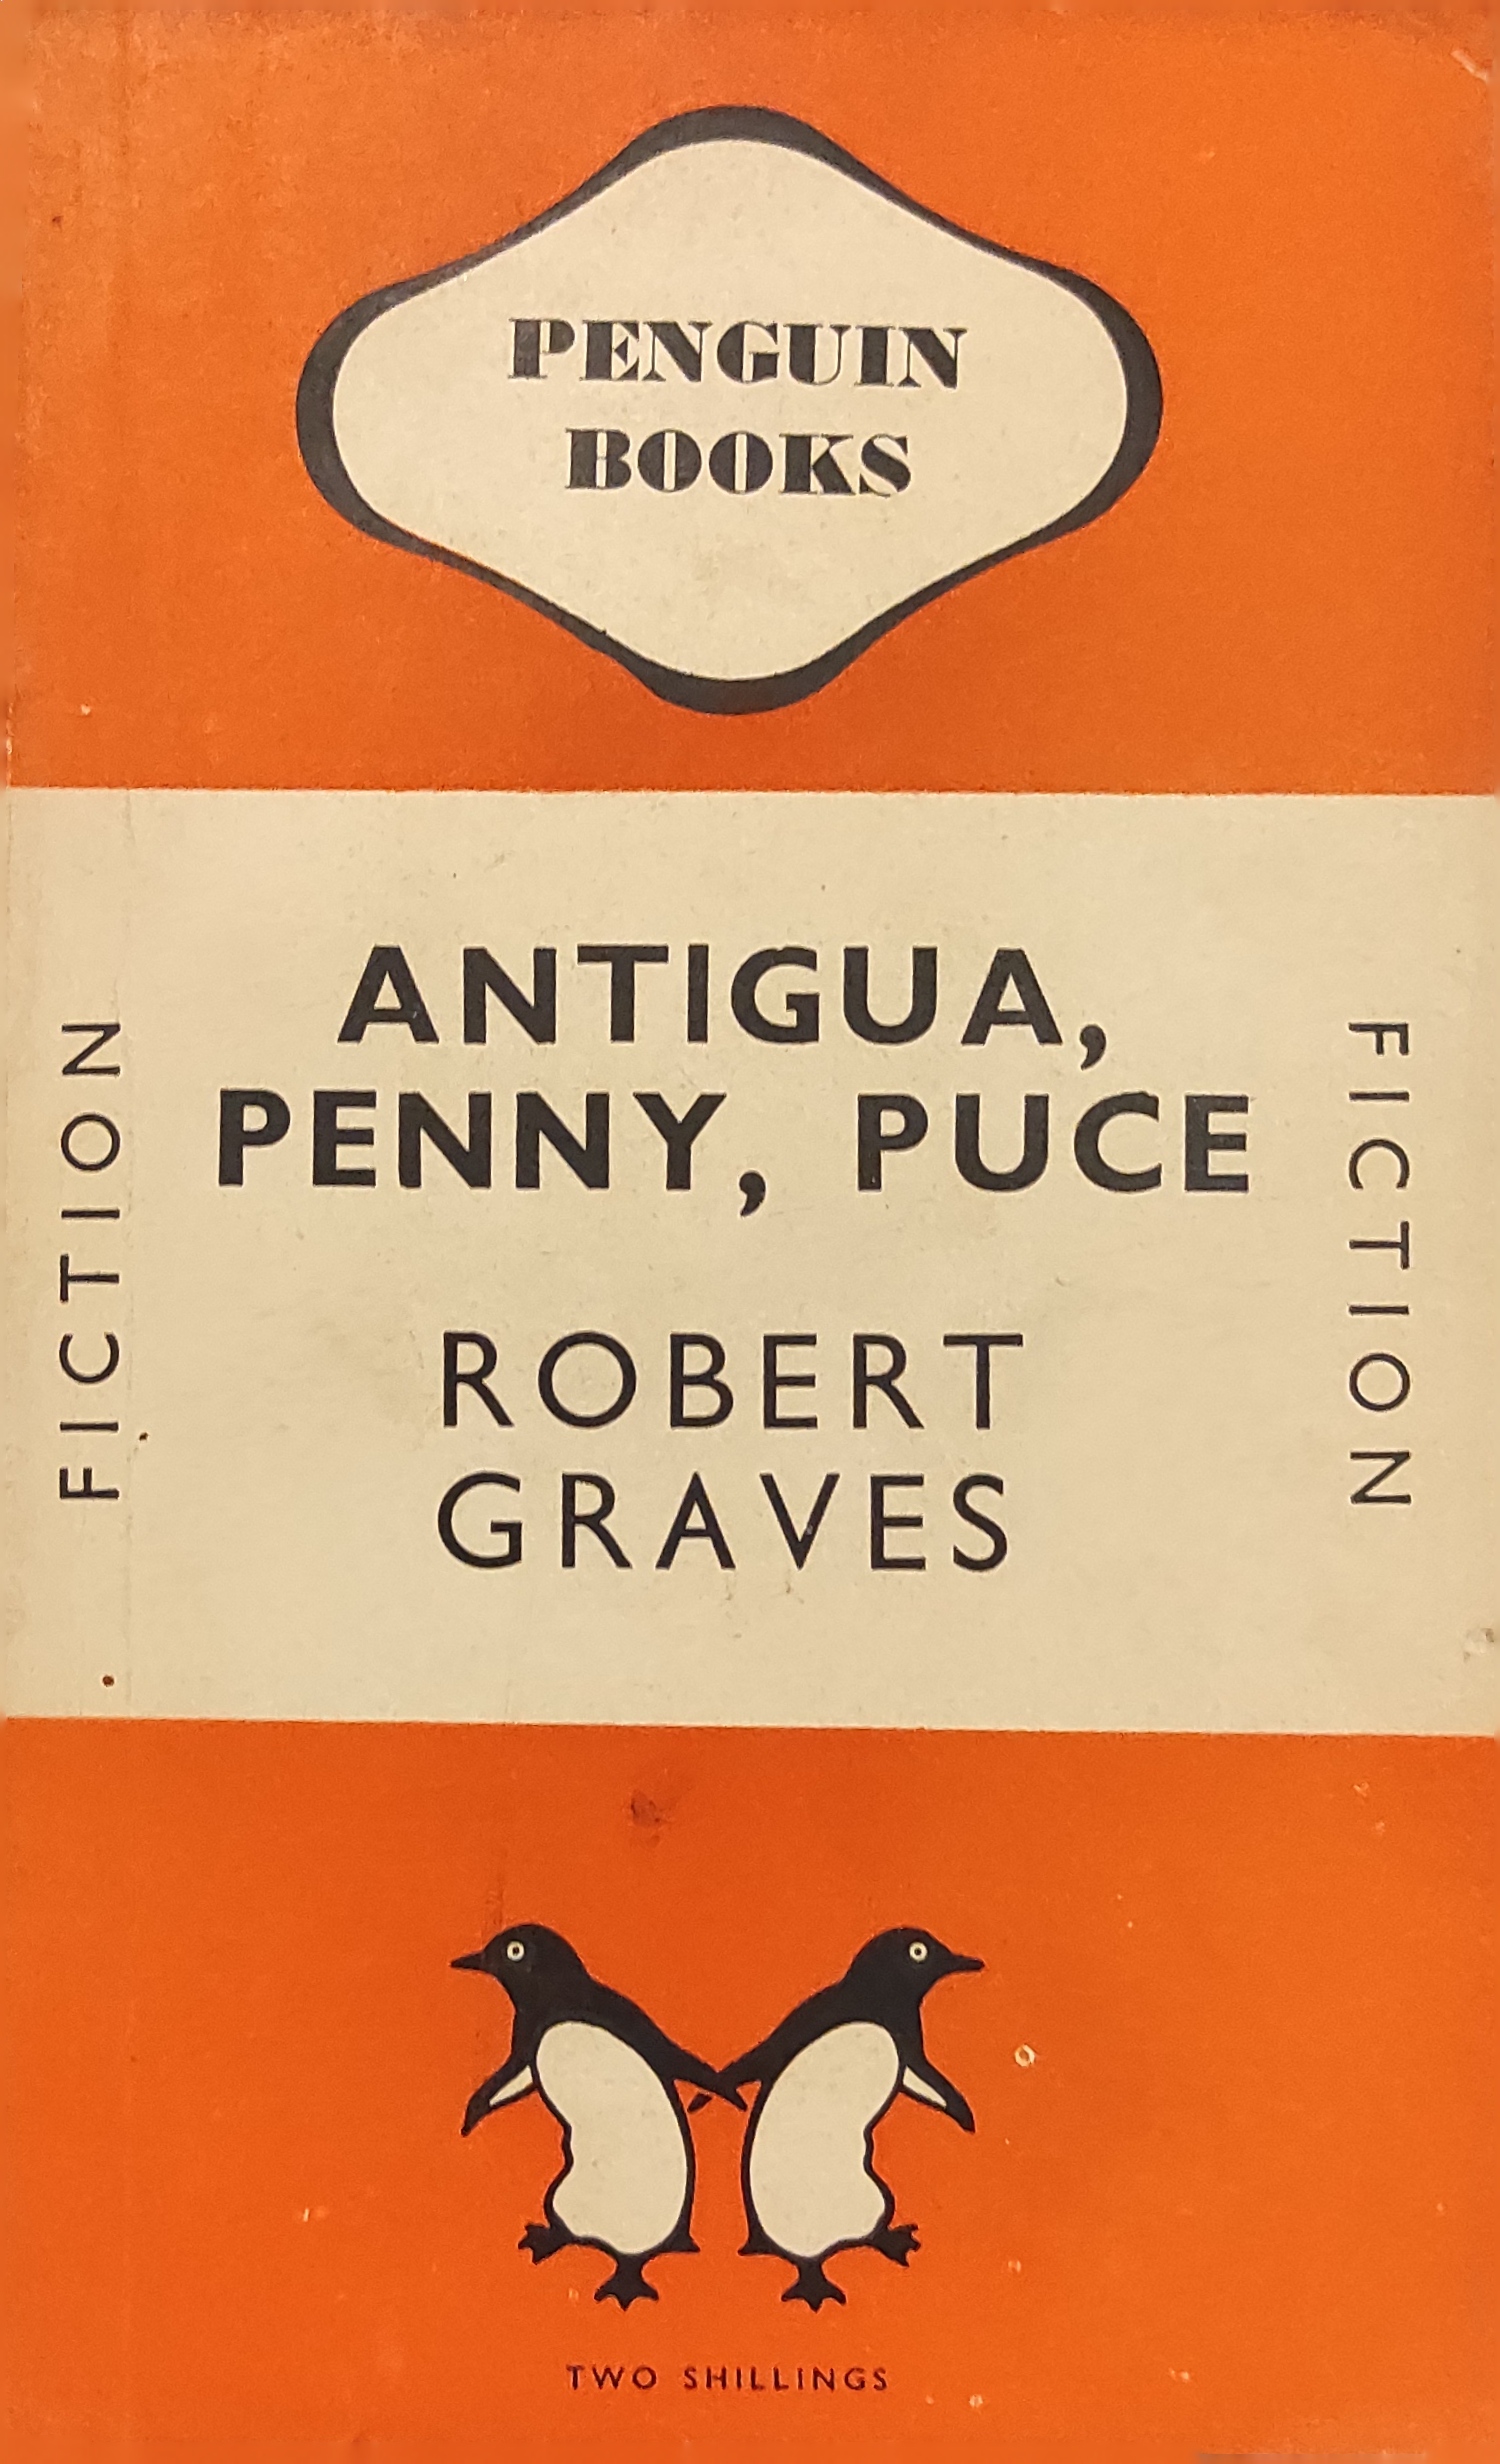 PENGUIN
BOOKS
ANTIGUA,
PENNY, PUCE
ROBERT
GRAVES
FICTION
FICTION
TWO SHILLINGS